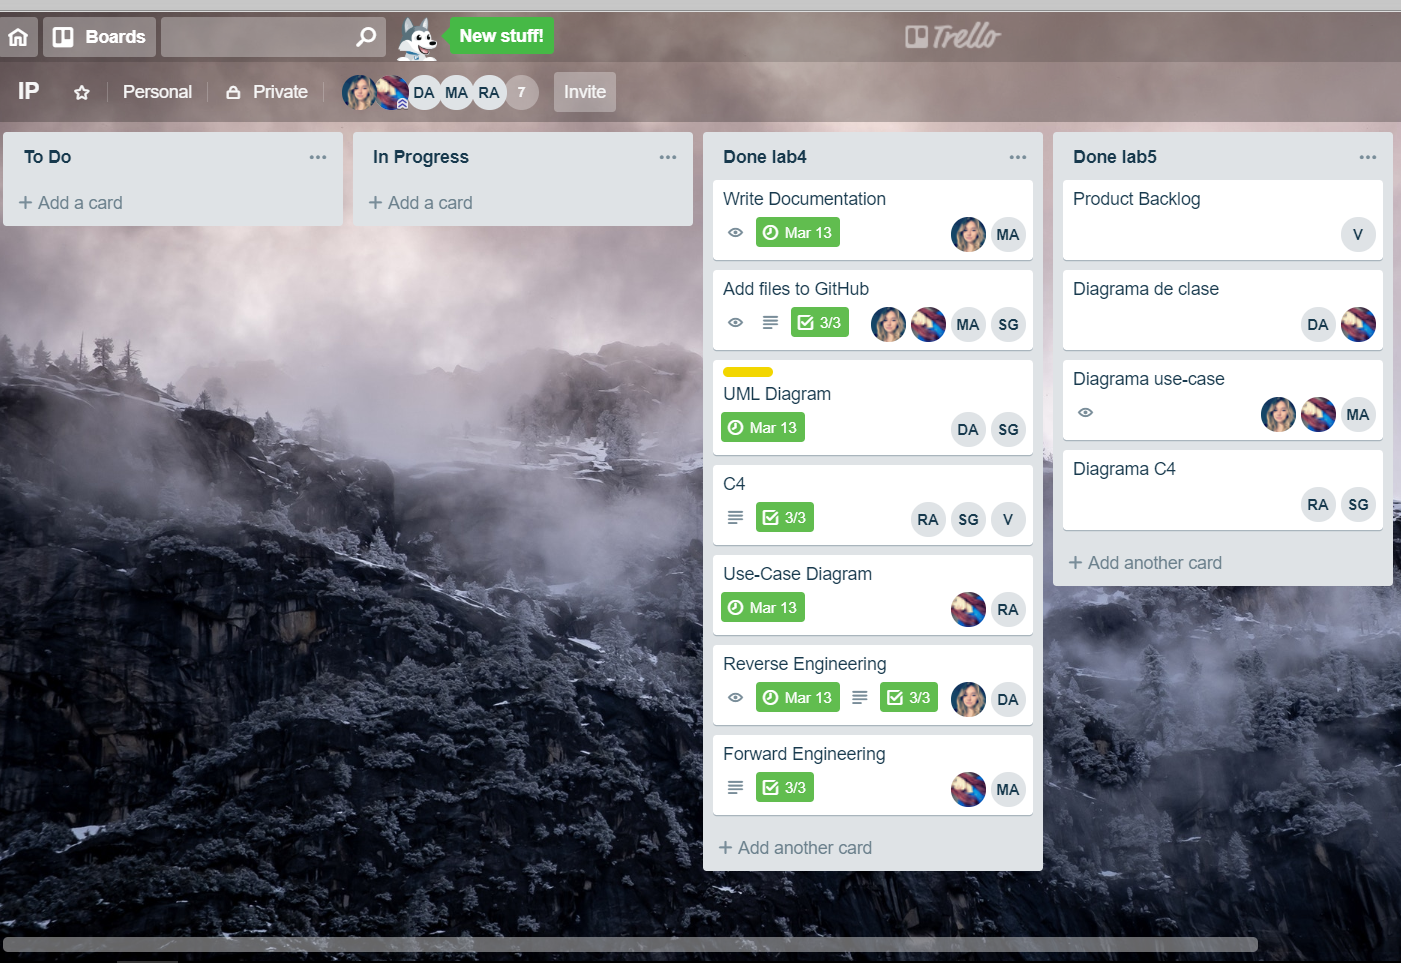 Boards
New stuff!
Trello
IP
Personal
Private
DA
MA
RA
7
Invite
To Do
+ Add a card
In Progress
+ Add a card
Done lab4
Write Documentation
Mar 13
MA
Add files to GitHub
3/3
MA
SG
UML Diagram
Mar 13
DA
SG
C4
3/3
RA
SG
V
Use-Case Diagram
Mar 13
RA
Reverse Engineering
Mar 13
3/3
DA
Forward Engineering
3/3
MA
+ Add another card
Done lab5
Product Backlog
V
Diagrama de clase
DA
Diagrama use-case
MA
Diagrama C4
RA
SG
+ Add another card